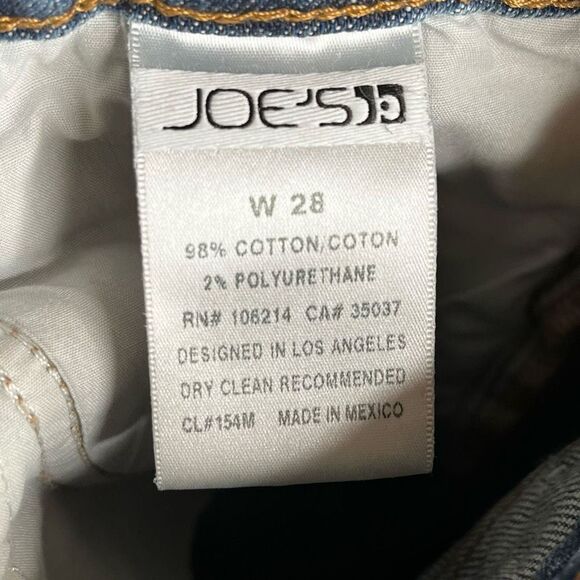 JOE'S
W 28
98% COTTON/COTON
2% POLYURETHANE
RN# 106214 CA# 35037
DESIGNED IN LOS ANGELES
DRY CLEAN RECOMMENDED
CL#154M MADE IN MEXICO